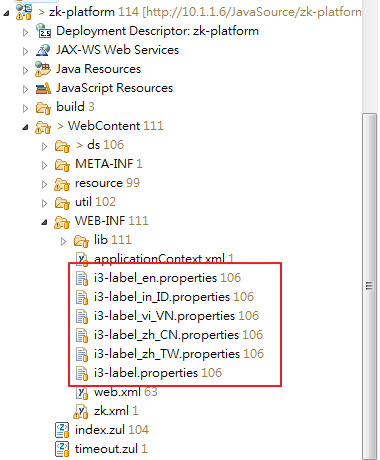 > zk-platform 114 [http://10.1.1.6/JavaSource/zk-platform
Deployment Descriptor: zk-platform
JAX-WS Web Services
Java Resources
JavaScript Resources
build 3
> WebContent 111
> ds 106
META-INF 1
resource 99
util 102
WEB-INF 111
lib 111
applicationContext.xml 1
i3-label_en.properties 106
i3-label_in_ID.properties 106
i3-label_vi_VN.properties 106
i3-label_zh_CN.properties 106
i3-label_zh_TW.properties 106
i3-label.properties 106
web.xml 63
zk.xml 1
index.zul 104
timeout.zul 1